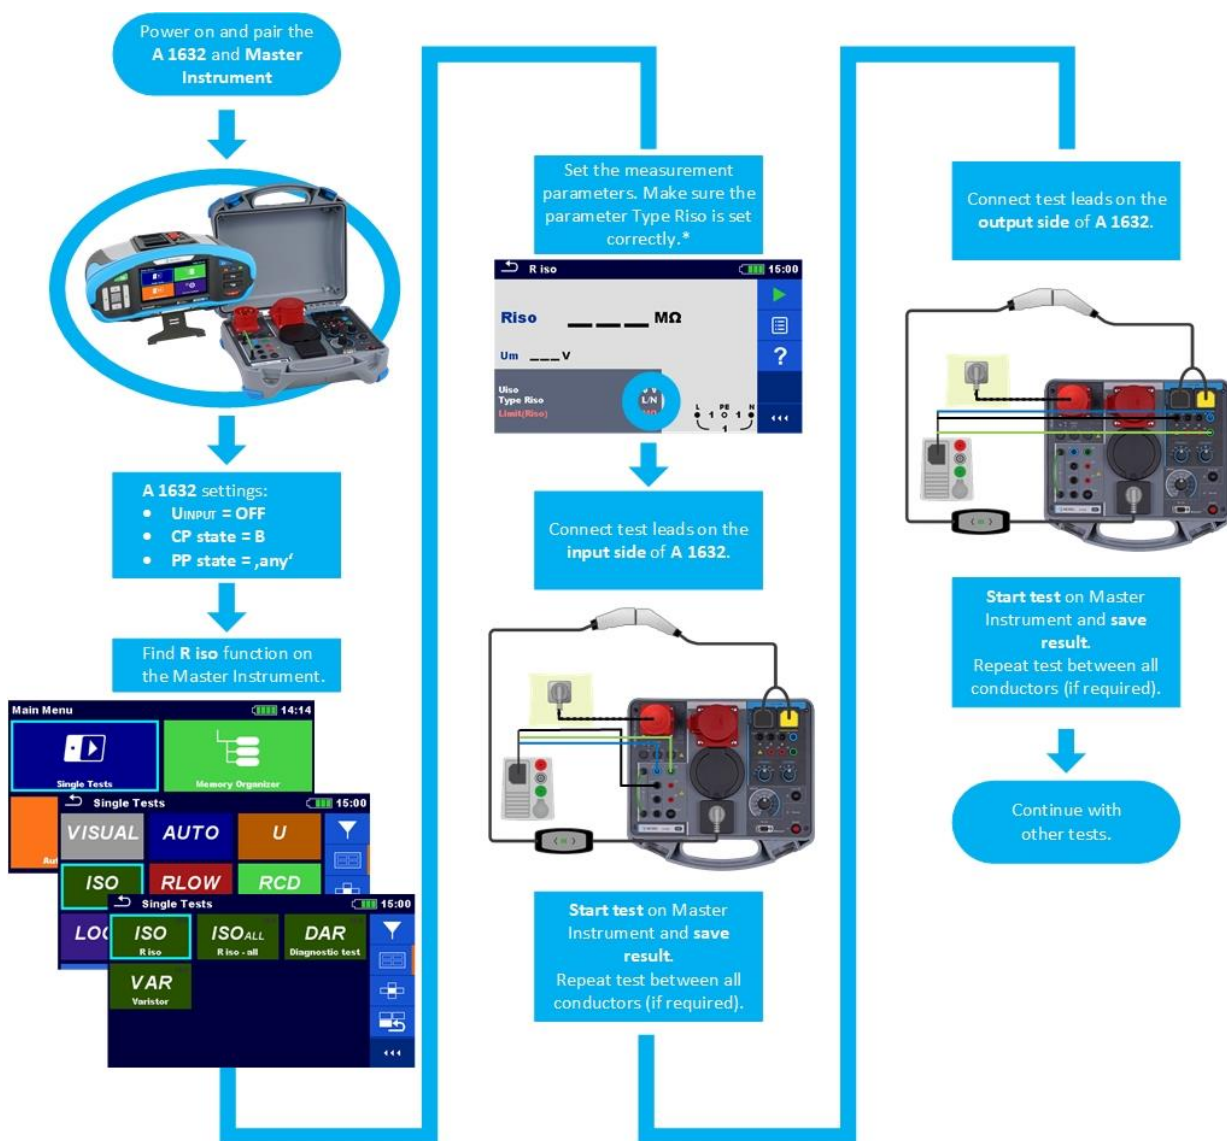 Power on and pair the
A 1632 and Master
Instrument
A 1632 settings:
• UINPUT = OFF
• CP state = B
• PP state = ‚any‘
Find R iso function on
the Master Instrument.
Main Menu 14:14
Single Tests
Memory Organizer
Single Tests 15:00
VISUAL
AUTO
U
ISO
RLOW
RCD
Single Tests 15:00
ISO
R iso
ISO ALL
R iso - all
DAR
Diagnostic test
VAR
Varistor
Set the measurement
parameters. Make sure the
parameter Type Riso is set
correctly.*
R iso 15:00
Riso _ _ _ MΩ
Um _ _ _ V
?
Uiso
Type Riso L/N
Limit(Riso)
L PE N
1 1
1
Connect test leads on the
input side of A 1632.
Start test on Master
Instrument and save
result.
Repeat test between all
conductors (if required).
Connect test leads on the
output side of A 1632.
Start test on Master
Instrument and save
result.
Repeat test between all
conductors (if required).
Continue with
other tests.